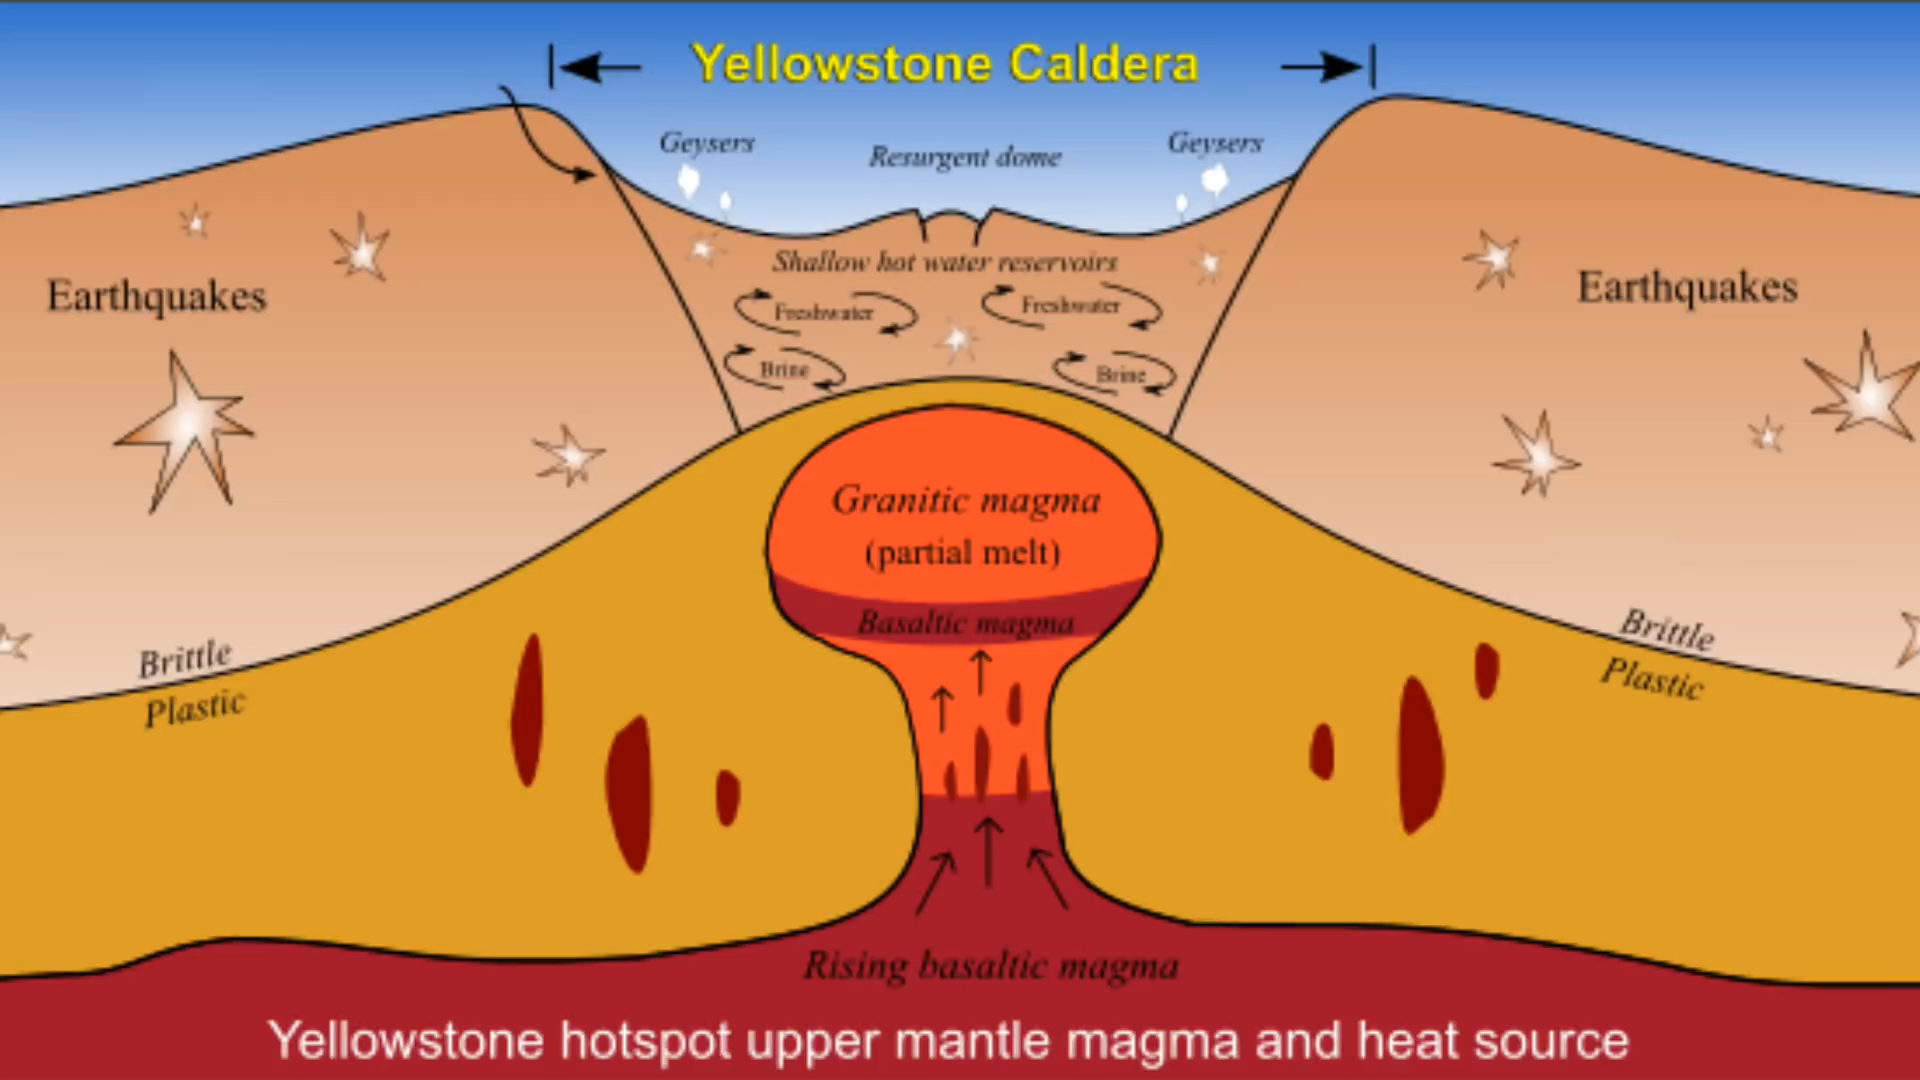 Yellowstone Caldera
Geysers
Resurgent dome
Geysers
Shallow hot water reservoirs
Earthquakes
Freshwater
Freshwater
Earthquakes
Brine
Brine
Granitic magma
(partial melt)
Basaltic magma
Brittle
Plastic
Brittle
Plastic
Rising basaltic magma
Yellowstone hotspot upper mantle magma and heat source